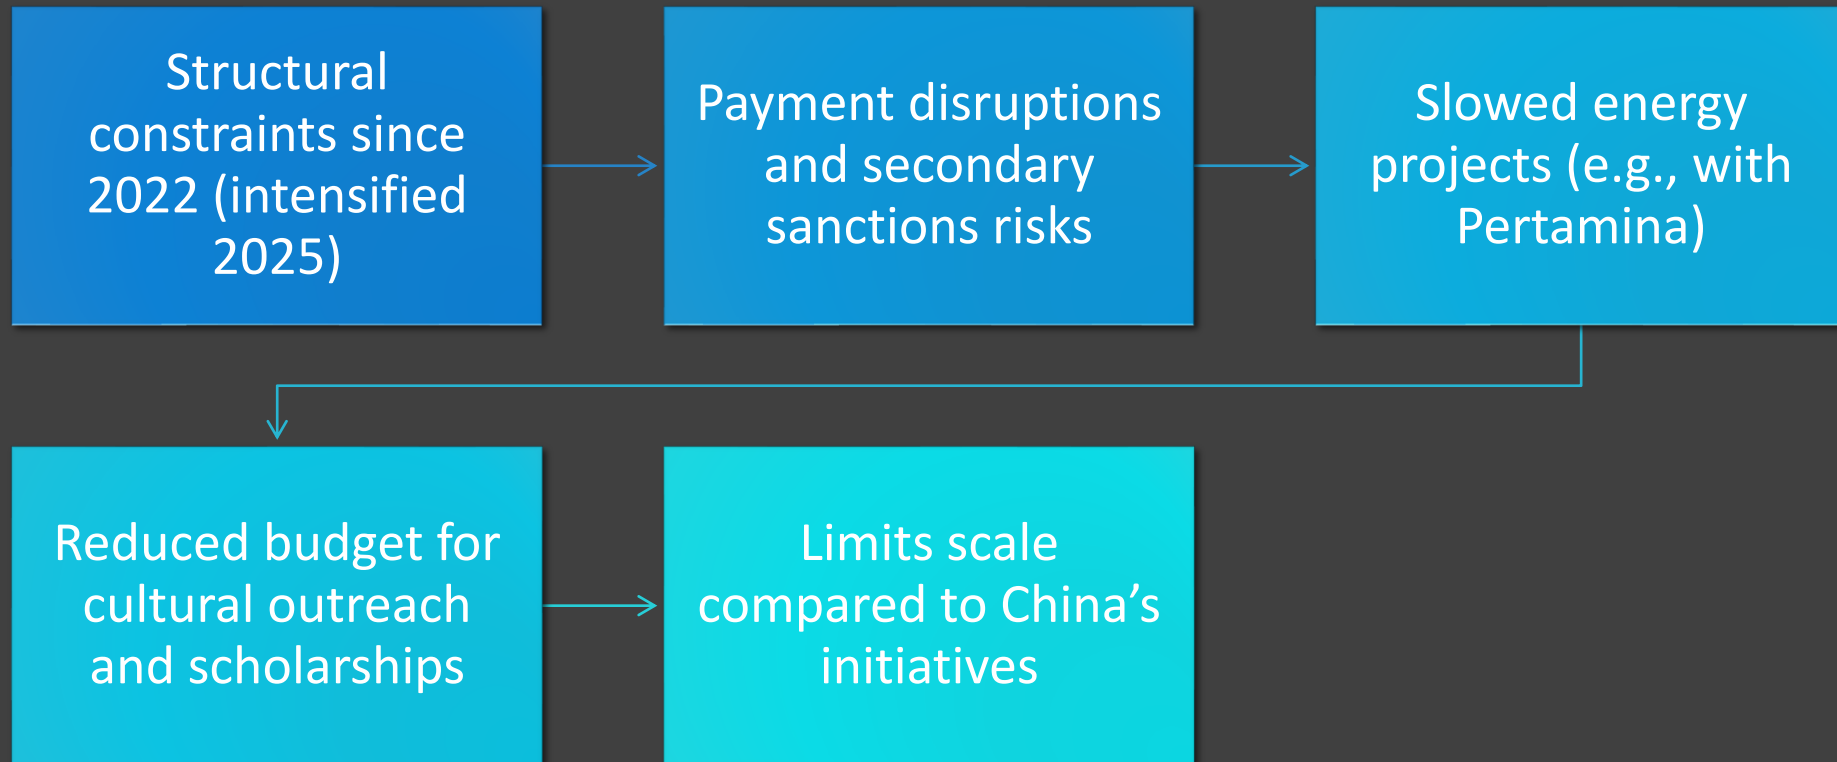 Structural
constraints since
2022 (intensified
2025)
Payment disruptions
and secondary
sanctions risks
Slowed energy
projects (e.g., with
Pertamina)
Reduced budget for
cultural outreach
and scholarships
Limits scale
compared to China’s
initiatives